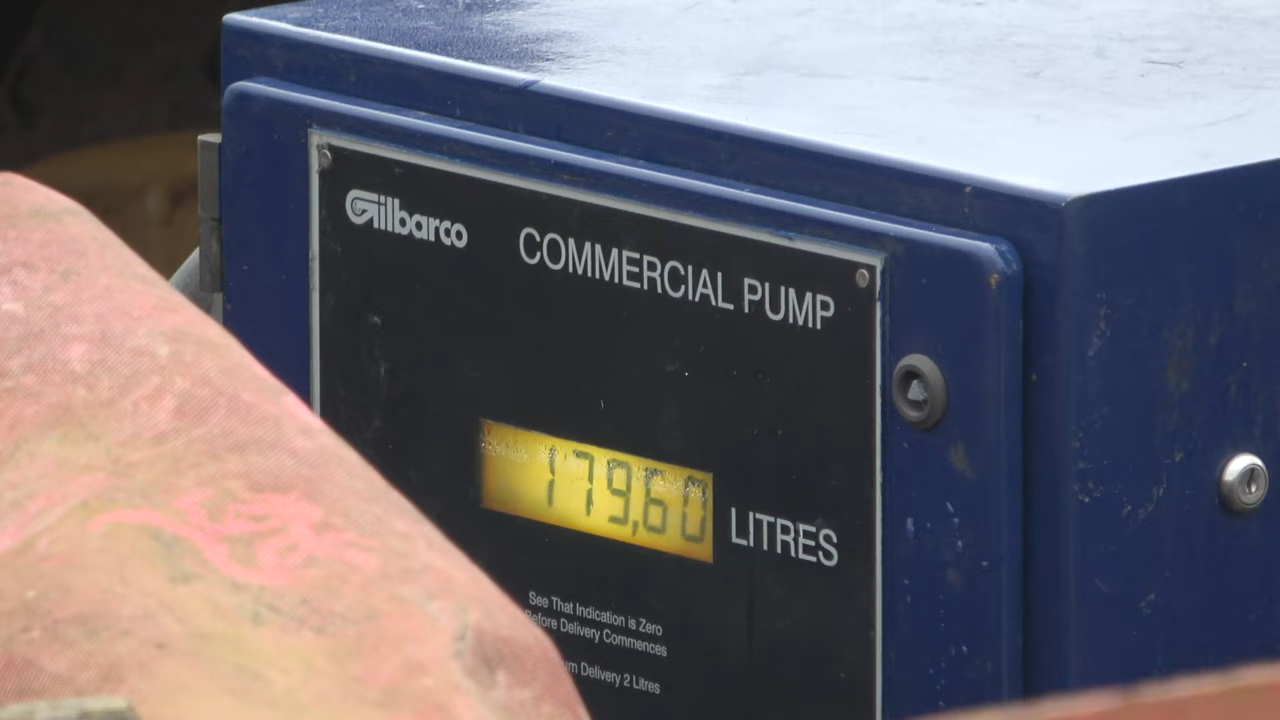 Gilbarco
COMMERCIAL PUMP
179,60
LITRES
See That Indication is Zero
Before Delivery Commences
Delivery 2 Litres